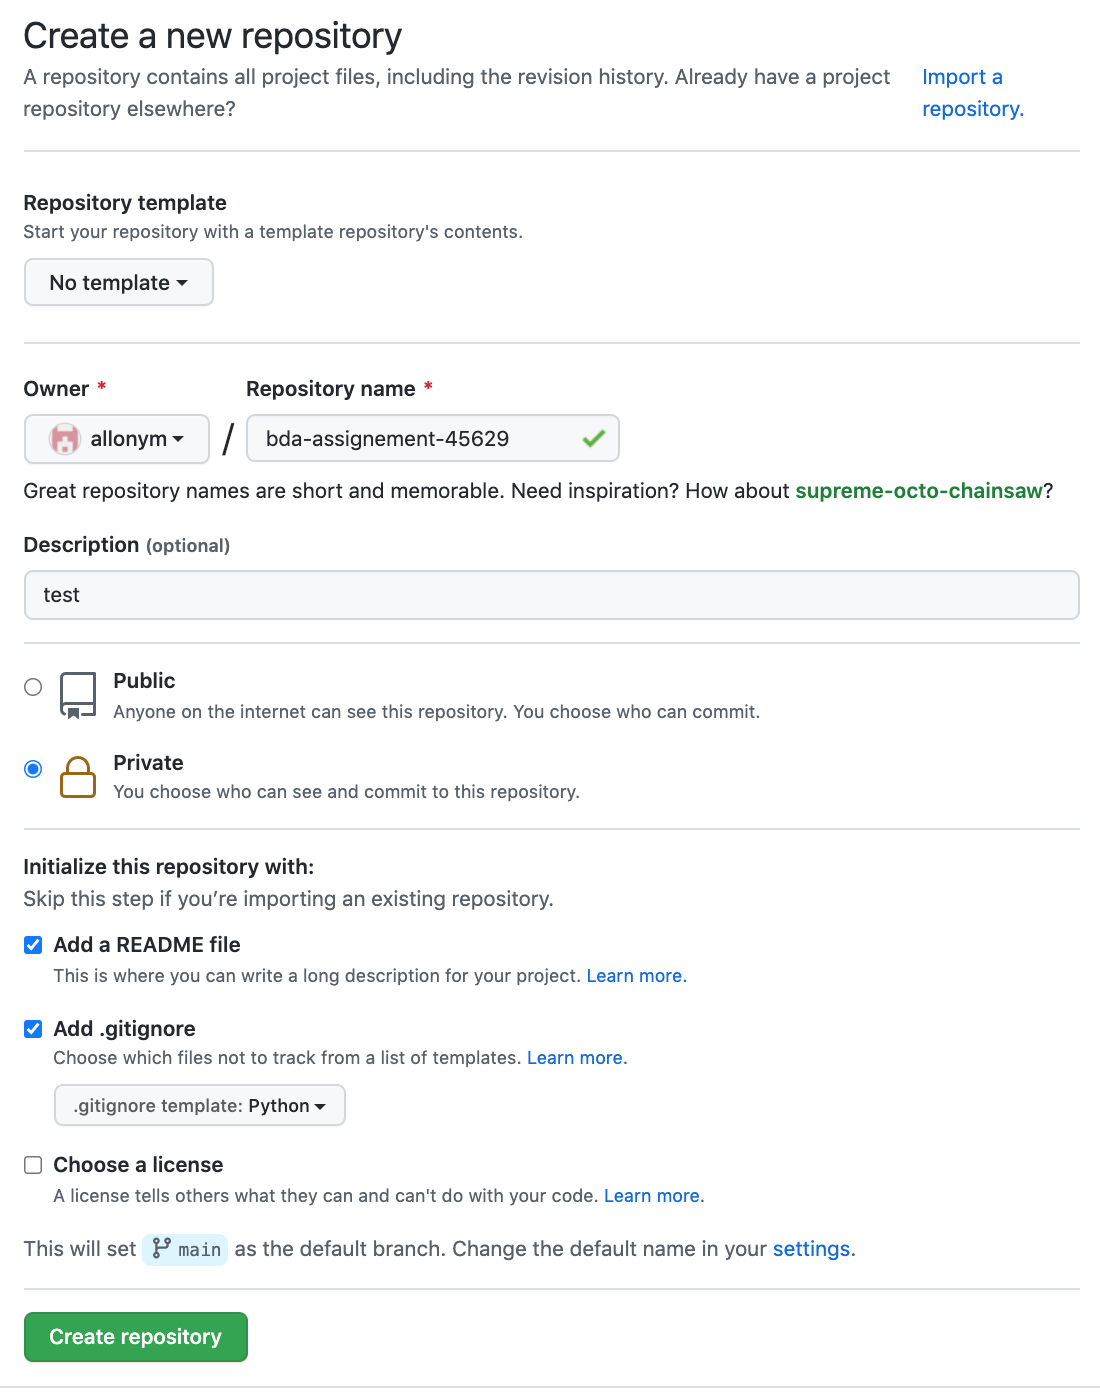 Create a new repository
A repository contains all project files, including the revision history. Already have a project
repository elsewhere?
Import a
repository.
Repository template
Start your repository with a template repository's contents.
No template
Owner * Repository name *
allonym / bda-assignement-45629
Great repository names are short and memorable. Need inspiration? How about supreme-octo-chainsaw?
Description (optional)
test
Public
Anyone on the internet can see this repository. You choose who can commit.
Private
You choose who can see and commit to this repository.
Initialize this repository with:
Skip this step if you’re importing an existing repository.
Add a README file
This is where you can write a long description for your project. Learn more.
Add .gitignore
Choose which files not to track from a list of templates. Learn more.
.gitignore template: Python
Choose a license
A license tells others what they can and can't do with your code. Learn more.
This will set main as the default branch. Change the default name in your settings.
Create repository